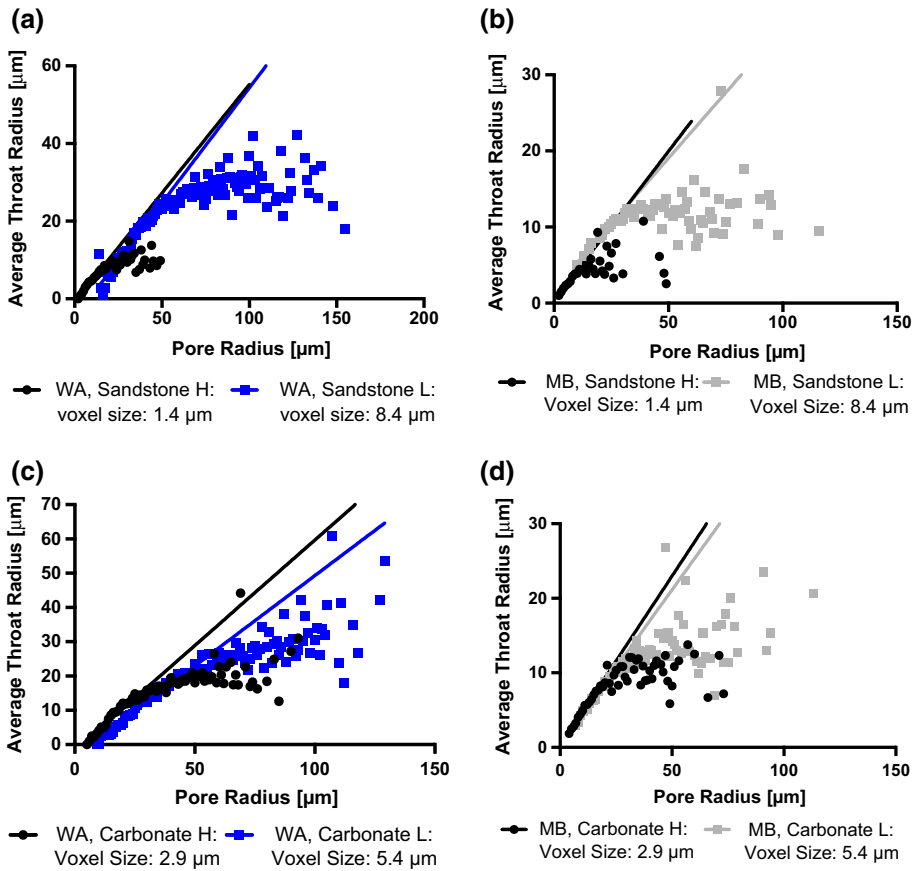 (a)
60
40
20
0
0
50
100
150
200
Average Throat Radius [µm]
Pore Radius [µm]
WA, Sandstone H:
voxel size: 1.4 µm
WA, Sandstone L:
voxel size: 8.4 µm
(b)
30
20
10
0
0
50
100
150
Average Throat Radius [µm]
Pore Radius [µm]
MB, Sandstone H:
Voxel Size: 1.4 µm
MB, Sandstone L:
Voxel Size: 8.4 µm
(c)
70
60
50
40
30
20
10
0
0
50
100
150
Average Throat Radius [µm]
Pore Radius [µm]
WA, Carbonate H:
Voxel Size: 2.9 µm
WA, Carbonate L:
Voxel Size: 5.4 µm
(d)
30
20
10
0
0
50
100
150
Average Throat Radius [µm]
Pore Radius [µm]
MB, Carbonate H:
Voxel Size: 2.9 µm
MB, Carbonate L:
Voxel Size: 5.4 µm